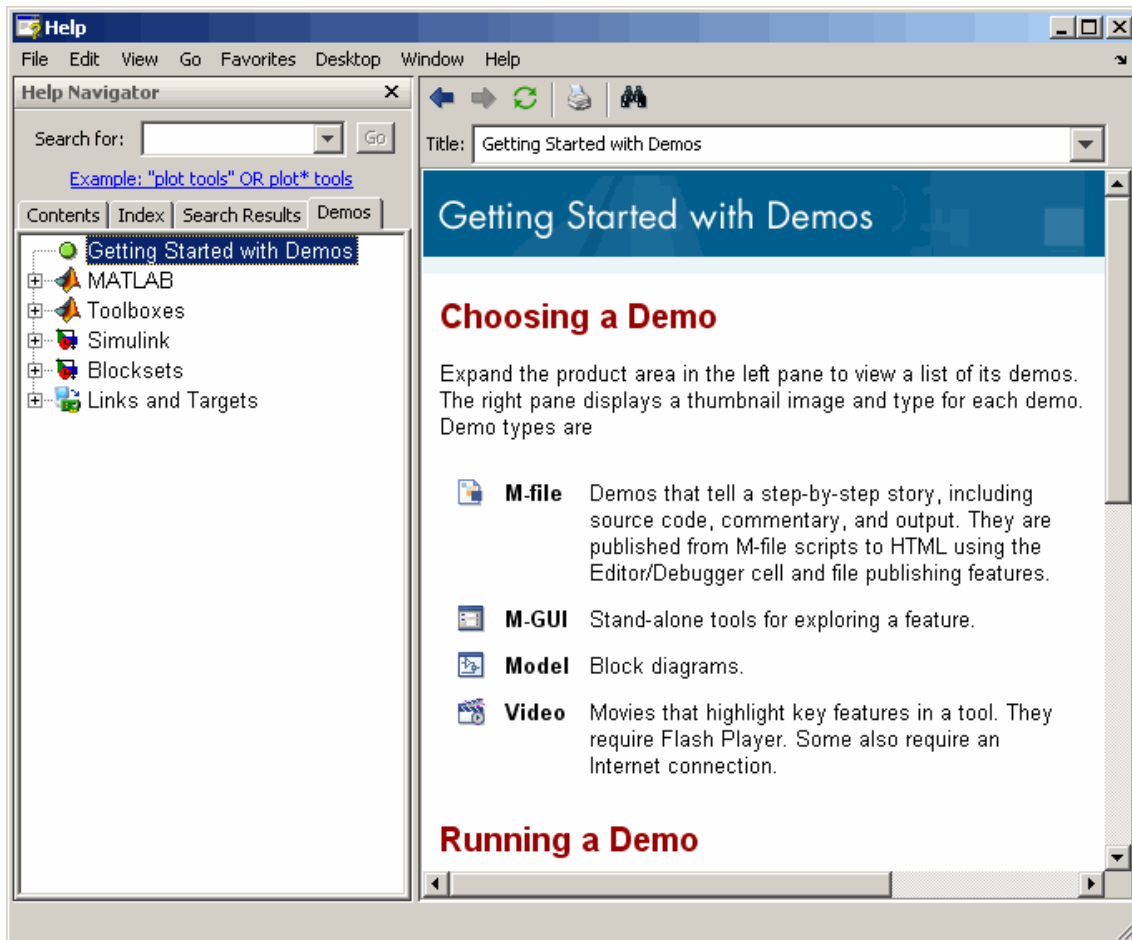 Help
File Edit View Go Favorites Desktop Window Help
Help Navigator
Search for:
Go
Example: "plot tools" OR plot* tools
Contents Index Search Results Demos
Getting Started with Demos
MATLAB
Toolboxes
Simulink
Blocksets
Links and Targets
Title: Getting Started with Demos
Getting Started with Demos
Choosing a Demo
Expand the product area in the left pane to view a list of its demos.
The right pane displays a thumbnail image and type for each demo.
Demo types are
M-file Demos that tell a step-by-step story, including
source code, commentary, and output. They are
published from M-file scripts to HTML using the
Editor/Debugger cell and file publishing features.
M-GUI Stand-alone tools for exploring a feature.
Model Block diagrams.
Video Movies that highlight key features in a tool. They
require Flash Player. Some also require an
Internet connection.
Running a Demo